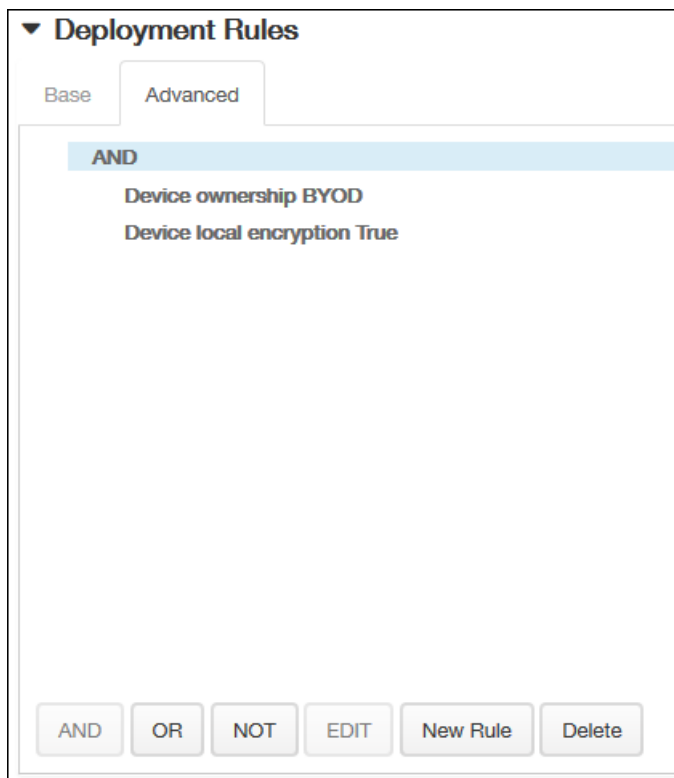 Deployment Rules
Base Advanced
AND
Device ownership BYOD
Device local encryption True
AND OR NOT EDIT New Rule Delete